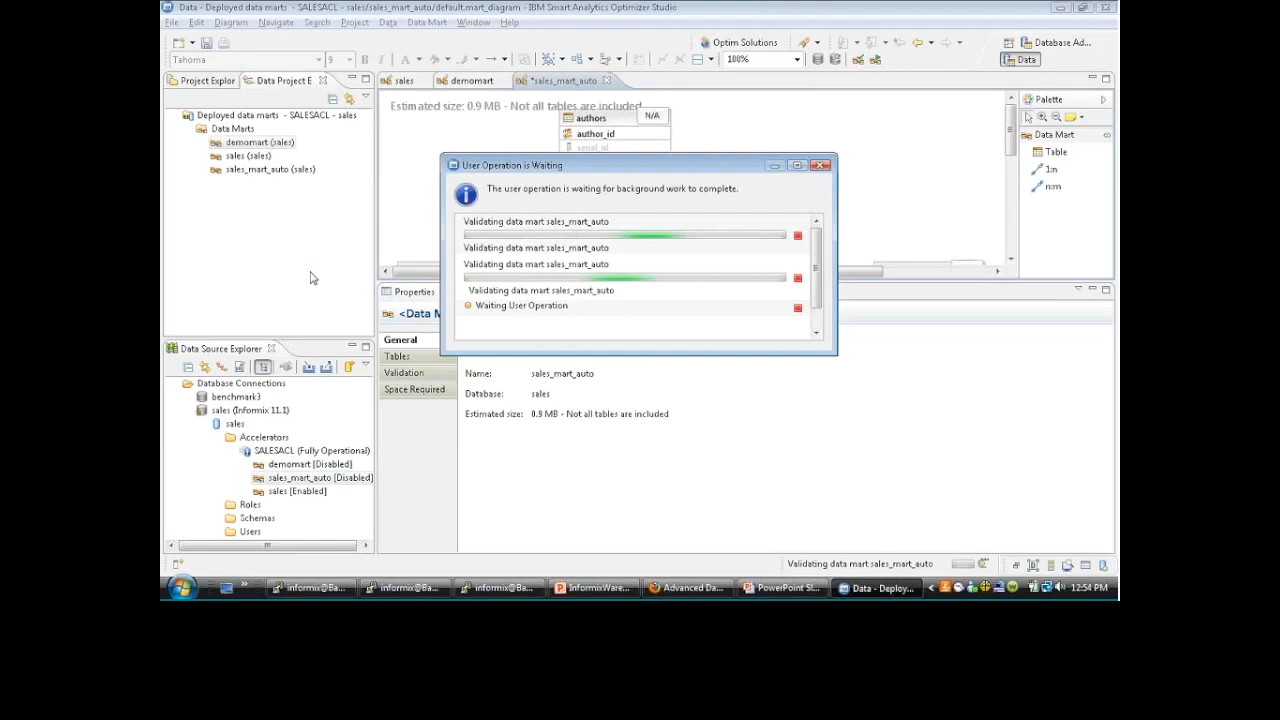 Data - Deployed data marts - SALESACL - sales/sales_mart_auto/default.mart_diagram - IBM Smart Analytics Optimizer Studio
File Edit Diagram Navigate Search Project Data Data Mart Window Help
Optim Solutions
Database Ad...
Tahoma 9 B I A 100% Data
Project Explor Data Project E
sales demomart *sales_mart_auto
Deployed data marts - SALESACL - sales
Data Marts
demomart (sales)
sales (sales)
sales_mart_auto (sales)
Estimated size: 0.9 MB - Not all tables are included
N/A
authors
author_id
serial_id
Palette
Data Mart
Table
1:n
n:m
User Operation is Waiting
The user operation is waiting for background work to complete.
Validating data mart sales_mart_auto
Validating data mart sales_mart_auto
Validating data mart sales_mart_auto
Validating data mart sales_mart_auto
Waiting User Operation
Properties
<Data M
General
Tables
Validation
Space Required
Name: sales_mart_auto
Database: sales
Estimated size: 0.9 MB - Not all tables are included
Data Source Explorer
Database Connections
benchmark3
sales (Informix 11.1)
sales
Accelerators
SALESACL (Fully Operational)
demomart [Disabled]
sales_mart_auto [Disabled]
sales [Enabled]
Roles
Schemas
Users
Validating data mart sales_mart_auto
informix@Ba... informix@Ba... informix@Ba... InformixWare... Advanced Da... PowerPoint Sl... Data - Deploy... 12:54 PM